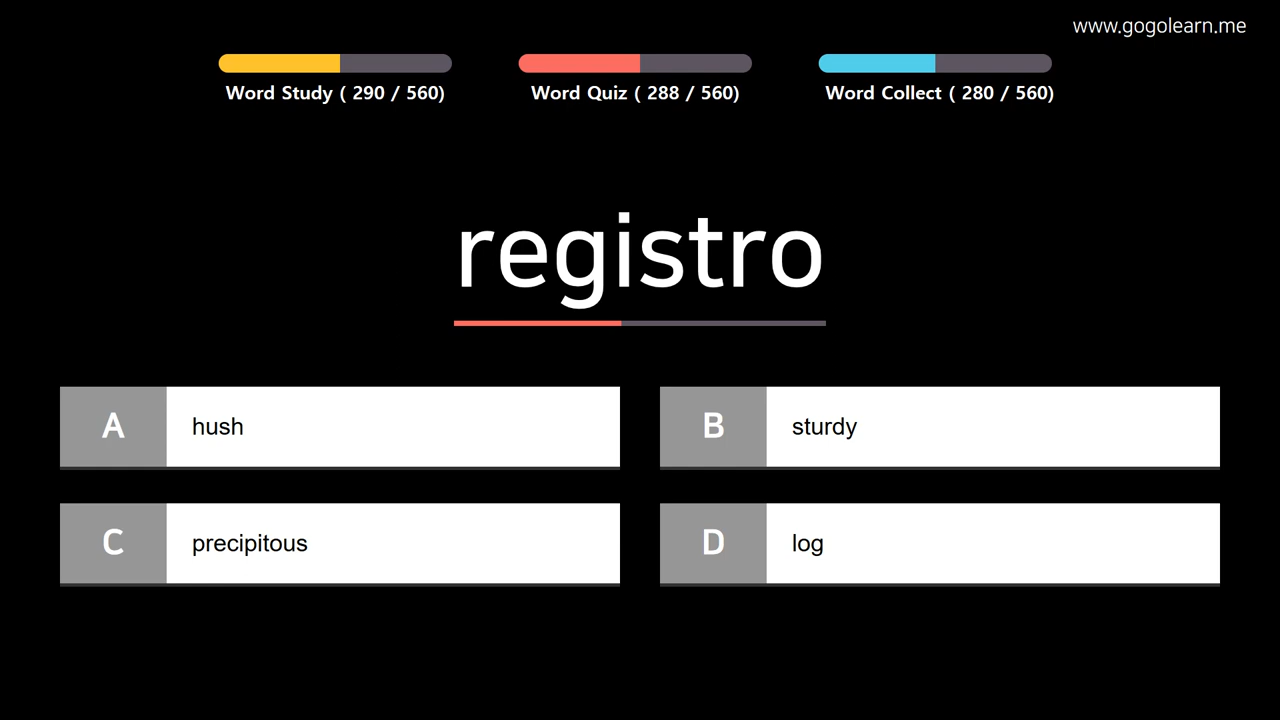 www.gogolearn.me
Word Study ( 290 / 560)
Word Quiz ( 288 / 560)
Word Collect ( 280 / 560)
registro
A hush
B sturdy
C precipitous
D log